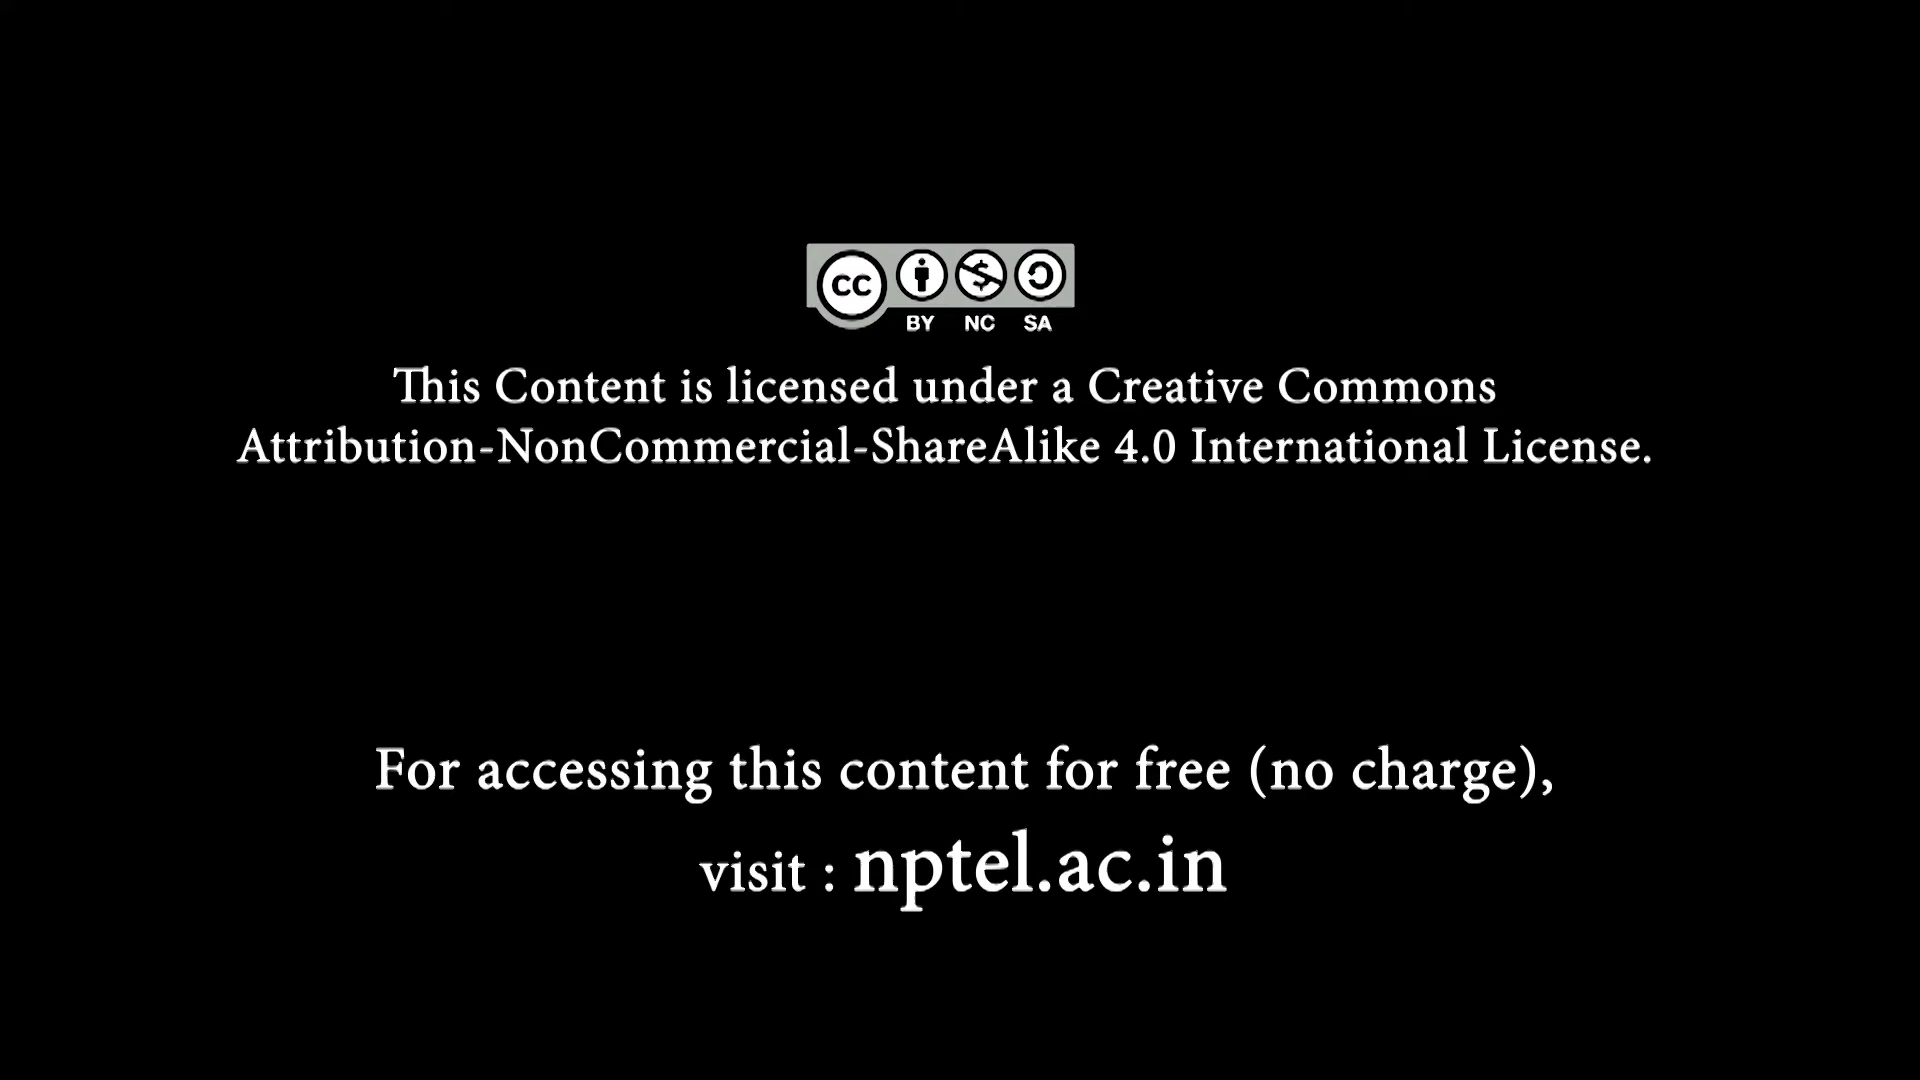 cc
BY NC SA
This Content is licensed under a Creative Commons
Attribution-NonCommercial-ShareAlike 4.0 International License.
For accessing this content for free (no charge),
visit : nptel.ac.in